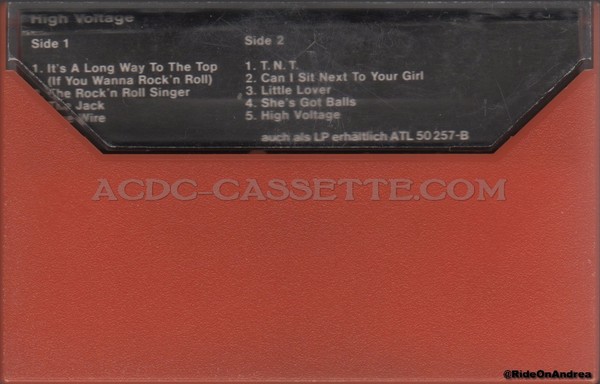 High Voltage
Side 1
1. It's A Long Way To The Top
(If You Wanna Rock'n Roll)
The Rock'n Roll Singer
The Jack
Wire
Side 2
1. T.N.T.
2. Can I Sit Next To Your Girl
3. Little Lover
4. She's Got Balls
5. High Voltage
auch als LP erhältlich ATL 50 257-B
ACDC-CASSETTE.COM
@RideOnAndrea